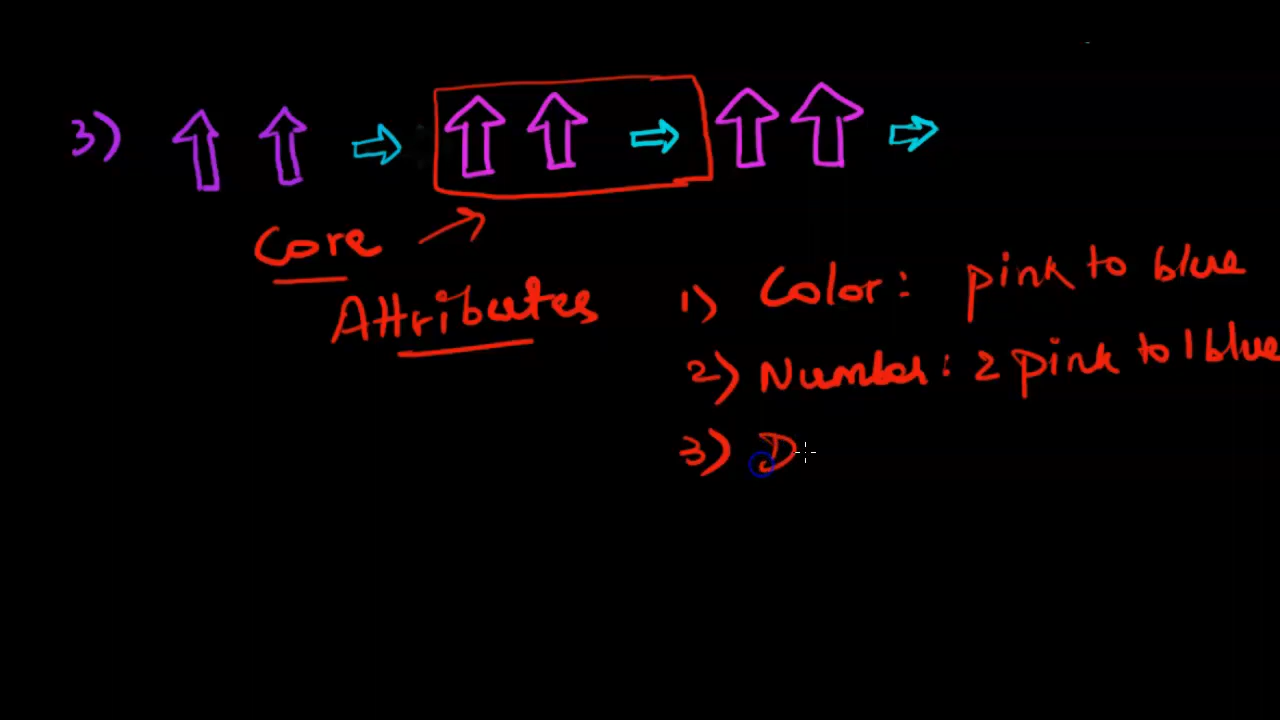 3)
Core
Attributes
1) Color: pink to blue
2) Number: 2 pink to 1 blue
3) D